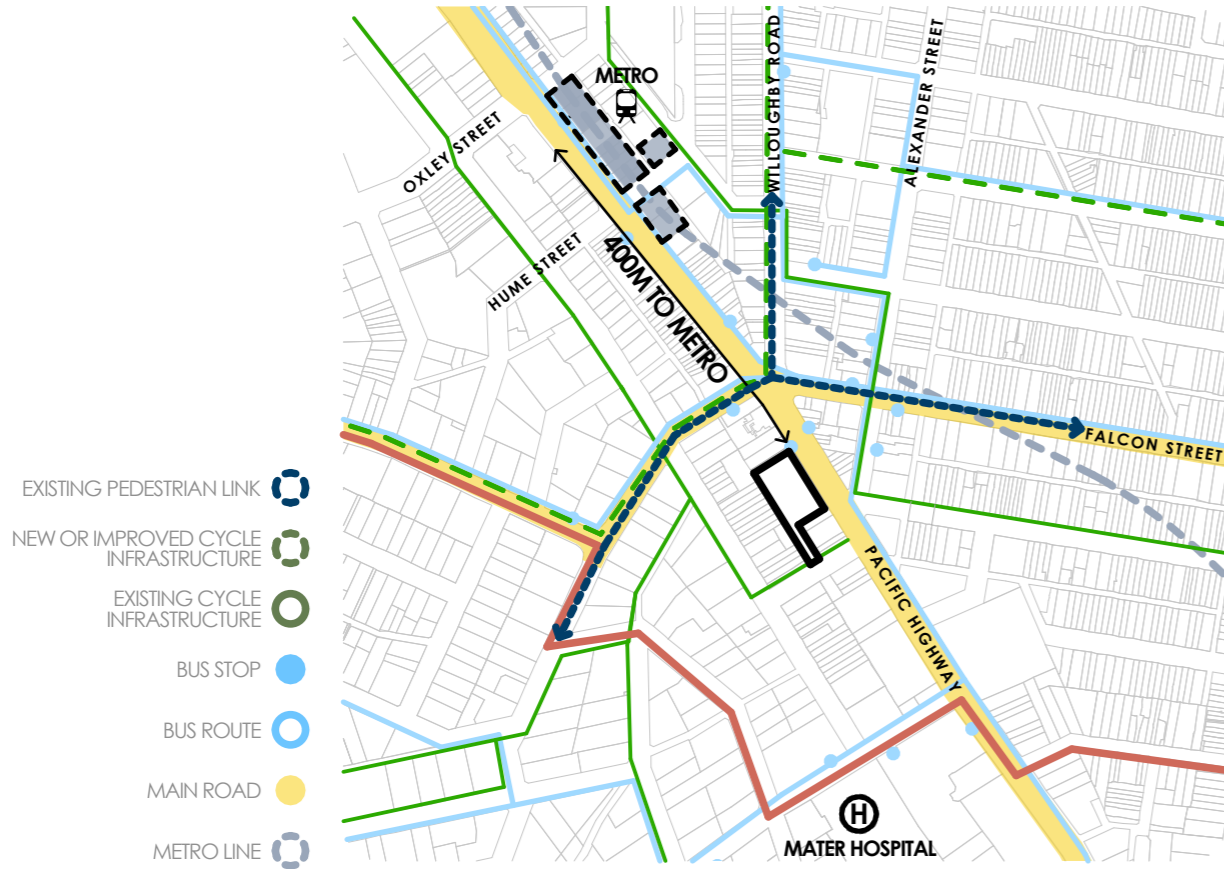 METRO
WILLOUGHBY ROAD
ALEXANDER STREET
OXLEY STREET
HUME STREET
400M TO METRO
FALCON STREET
PACIFIC HIGHWAY
H
MATER HOSPITAL
EXISTING PEDESTRIAN LINK
NEW OR IMPROVED CYCLE
INFRASTRUCTURE
EXISTING CYCLE
INFRASTRUCTURE
BUS STOP
BUS ROUTE
MAIN ROAD
METRO LINE